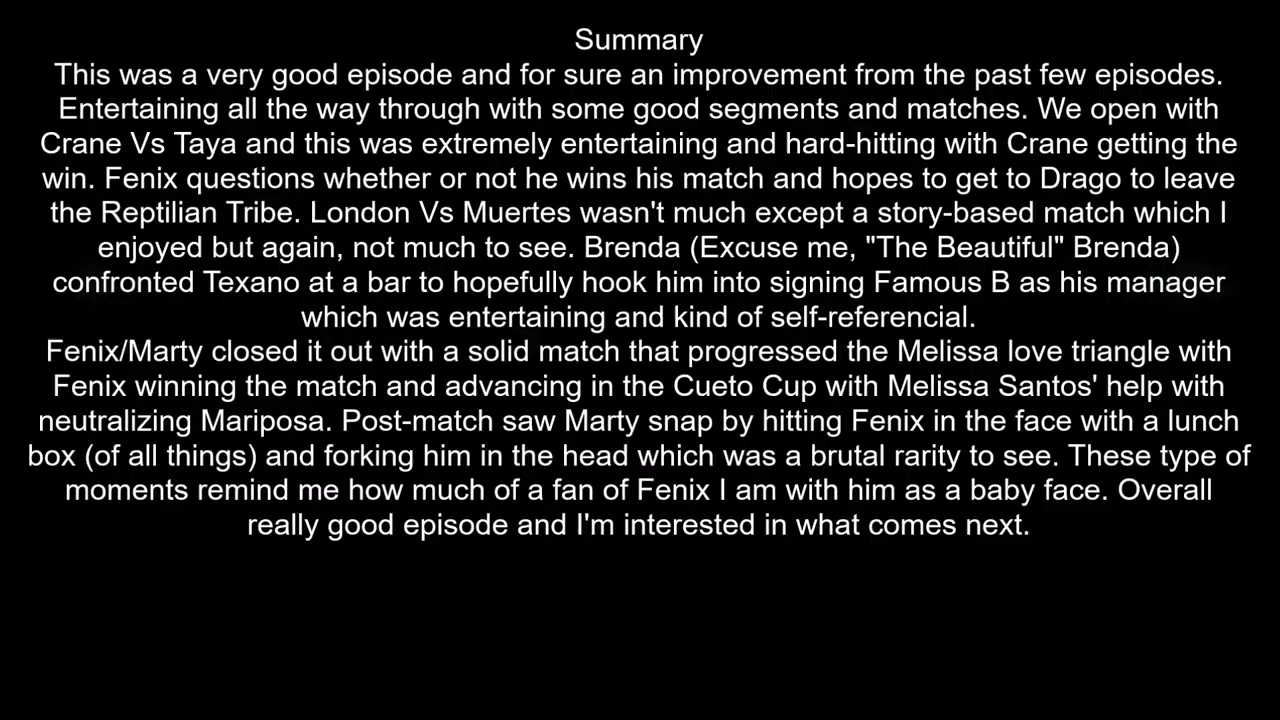 Summary
This was a very good episode and for sure an improvement from the past few episodes.
Entertaining all the way through with some good segments and matches. We open with
Crane Vs Taya and this was extremely entertaining and hard-hitting with Crane getting the
win. Fenix questions whether or not he wins his match and hopes to get to Drago to leave
the Reptilian Tribe. London Vs Muertes wasn't much except a story-based match which I
enjoyed but again, not much to see. Brenda (Excuse me, "The Beautiful" Brenda)
confronted Texano at a bar to hopefully hook him into signing Famous B as his manager
which was entertaining and kind of self-referencial.
Fenix/Marty closed it out with a solid match that progressed the Melissa love triangle with
Fenix winning the match and advancing in the Cueto Cup with Melissa Santos' help with
neutralizing Mariposa. Post-match saw Marty snap by hitting Fenix in the face with a lunch
box (of all things) and forking him in the head which was a brutal rarity to see. These type of
moments remind me how much of a fan of Fenix I am with him as a baby face. Overall
really good episode and I'm interested in what comes next.